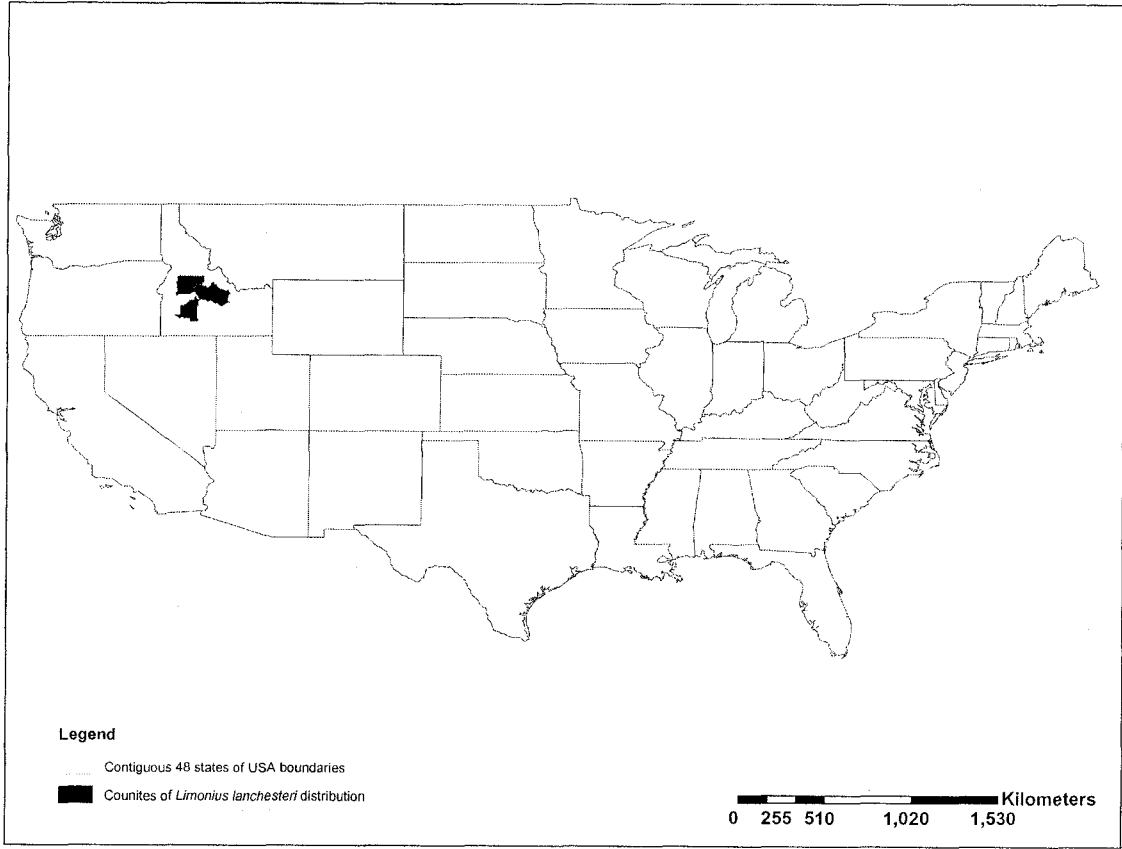 Legend
Contiguous 48 states of USA boundaries
Counites of Limonius lanchesteri distribution
Kilometers
0 255 510 1,020 1,530